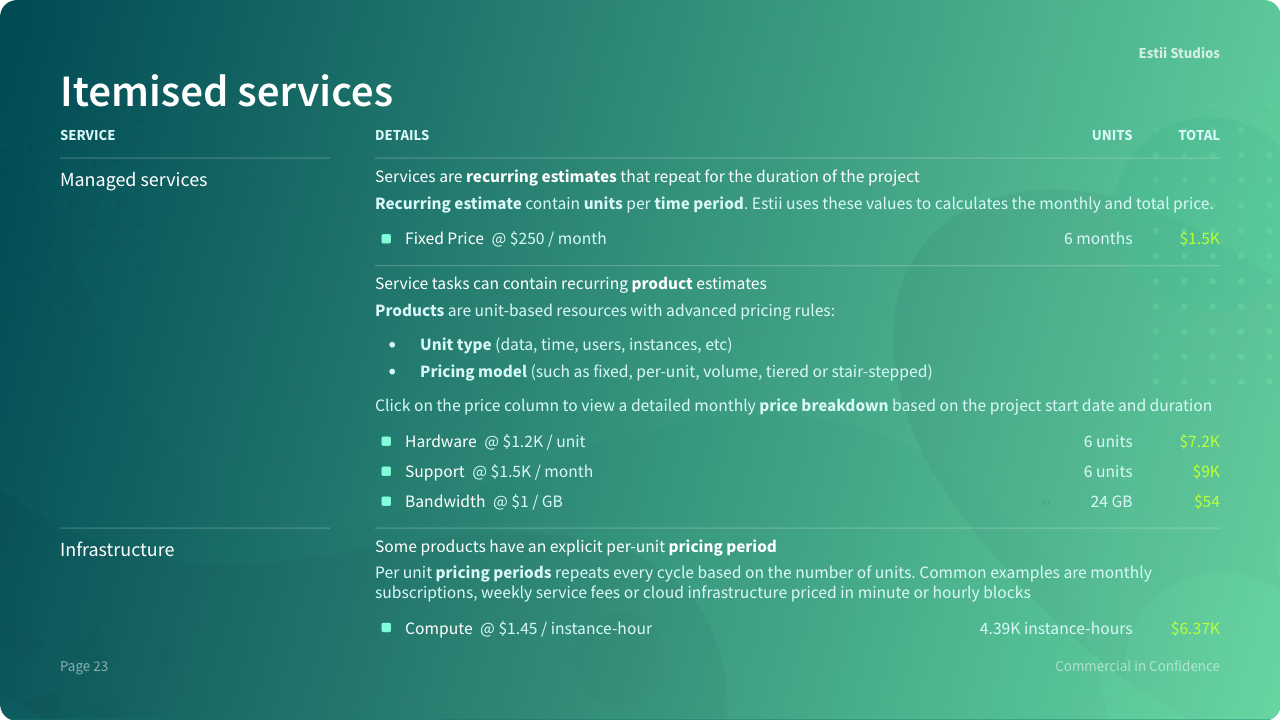 Estii Studios
Itemised services
SERVICE
DETAILS
UNITS
TOTAL
Managed services
Services are recurring estimates that repeat for the duration of the project
Recurring estimate contain units per time period. Estii uses these values to calculates the monthly and total price.
Fixed Price @ $250 / month 6 months $1.5K
Service tasks can contain recurring product estimates
Products are unit-based resources with advanced pricing rules:
• Unit type (data, time, users, instances, etc)
• Pricing model (such as fixed, per-unit, volume, tiered or stair-stepped)
Click on the price column to view a detailed monthly price breakdown based on the project start date and duration
Hardware @ $1.2K / unit 6 units $7.2K
Support @ $1.5K / month 6 units $9K
Bandwidth @ $1 / GB 24 GB $54
Infrastructure
Some products have an explicit per-unit pricing period
Per unit pricing periods repeats every cycle based on the number of units. Common examples are monthly
subscriptions, weekly service fees or cloud infrastructure priced in minute or hourly blocks
Compute @ $1.45 / instance-hour 4.39K instance-hours $6.37K
Page 23
Commercial in Confidence